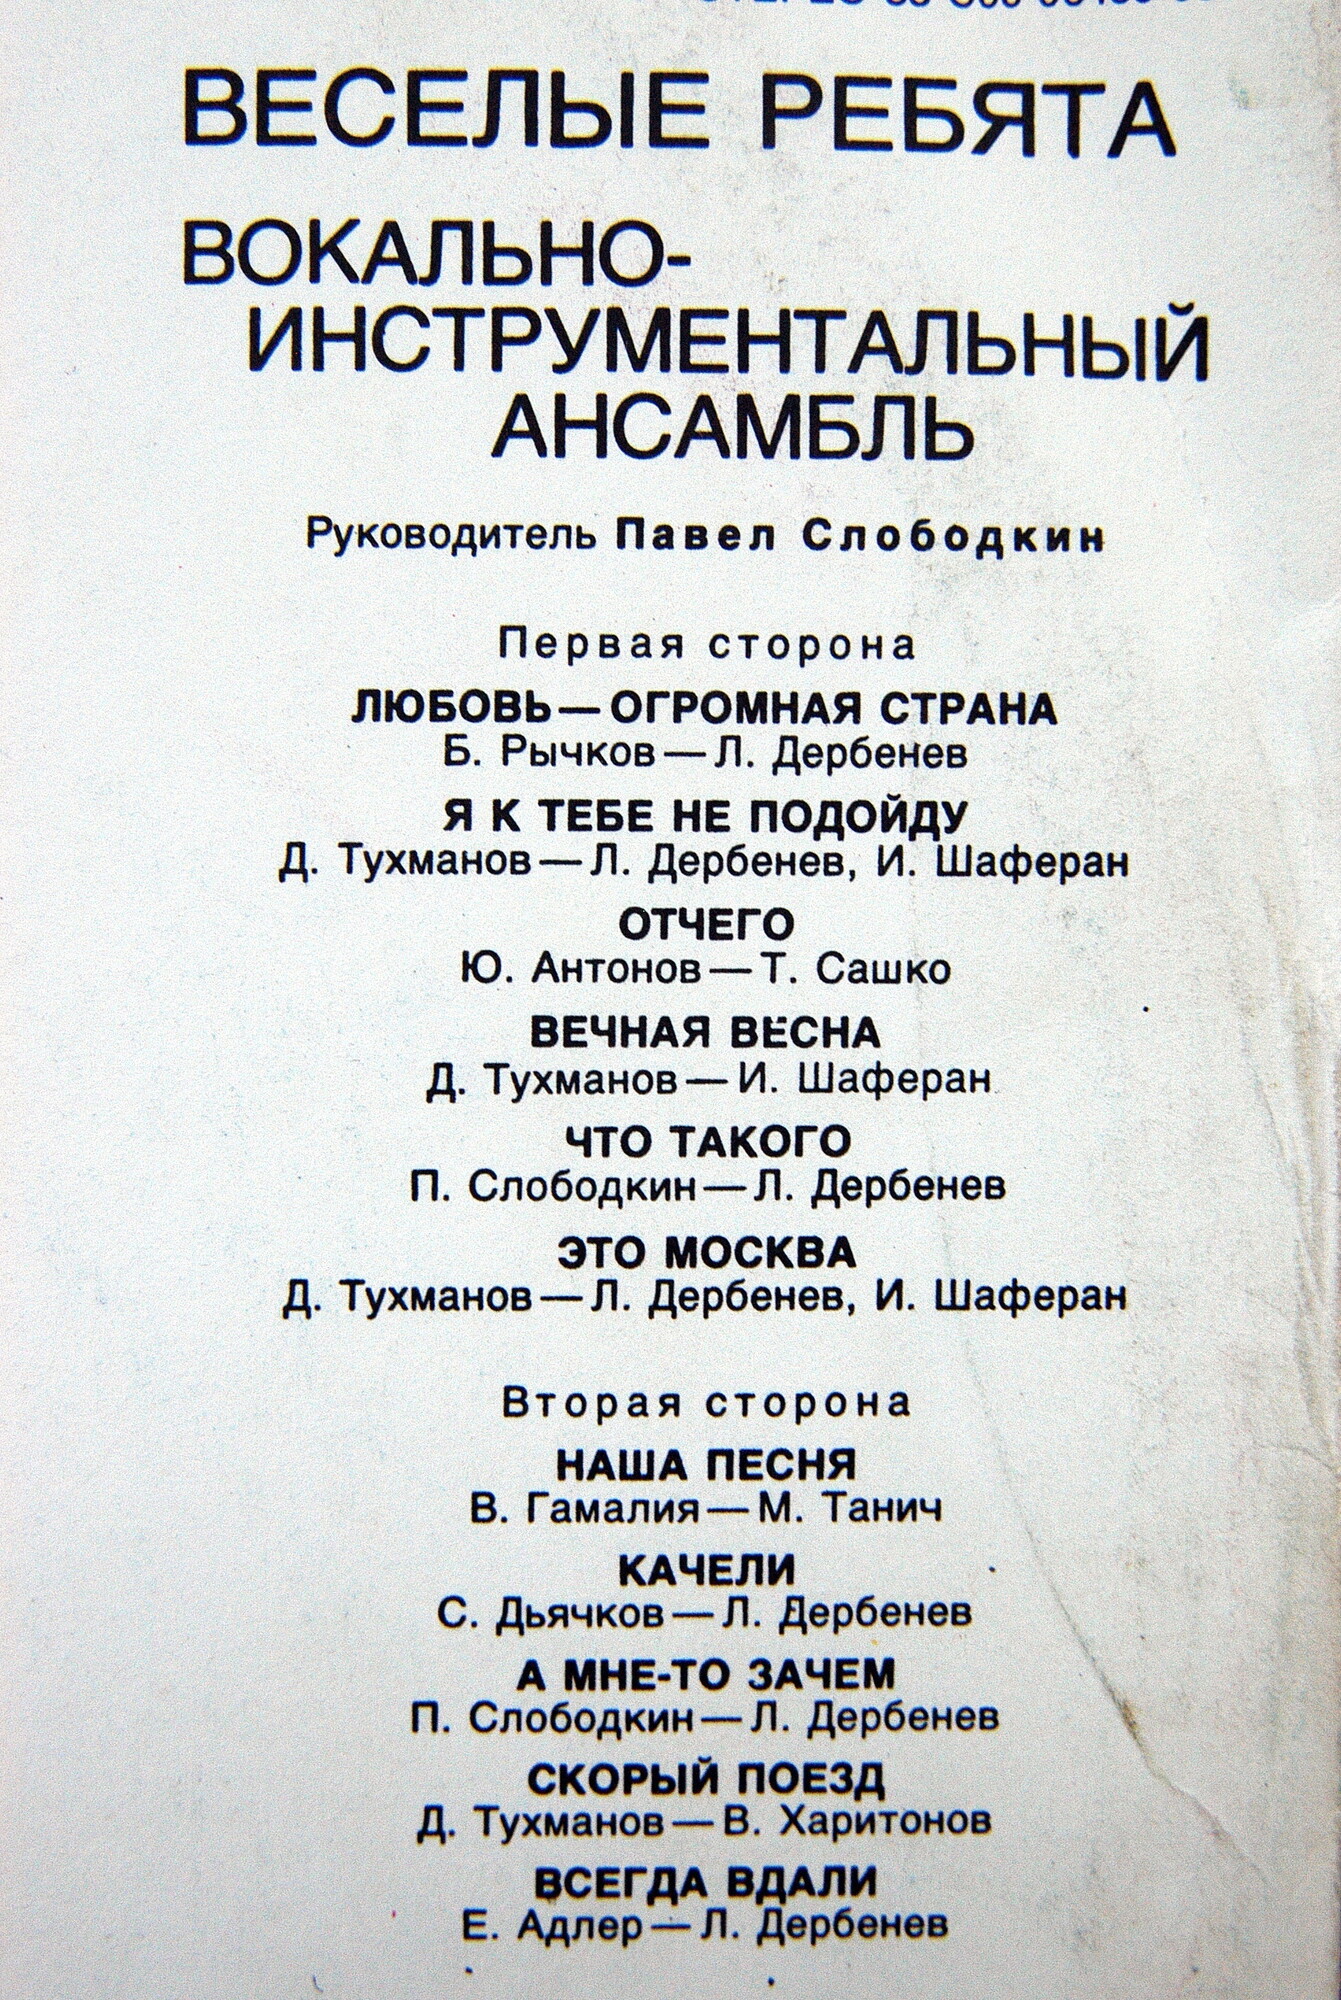 ВЕСЕЛЫЕ РЕБЯТА
ВОКАЛЬНО-
ИНСТРУМЕНТАЛЬНЫЙ
АНСАМБЛЬ
Руководитель Павел Слободкин
Первая сторона
ЛЮБОВЬ — ОГРОМНАЯ СТРАНА
Б. Рычков — Л. Дербенев
Я К ТЕБЕ НЕ ПОДОЙДУ
Д. Тухманов — Л. Дербенев, И. Шаферан
ОТЧЕГО
Ю. Антонов — Т. Сашко
ВЕЧНАЯ ВЕСНА
Д. Тухманов — И. Шаферан
ЧТО ТАКОГО
П. Слободкин — Л. Дербенев
ЭТО МОСКВА
Д. Тухманов — Л. Дербенев, И. Шаферан
Вторая сторона
НАША ПЕСНЯ
В. Гамалия — М. Танич
КАЧЕЛИ
С. Дьячков — Л. Дербенев
А МНЕ-ТО ЗАЧЕМ
П. Слободкин — Л. Дербенев
СКОРЫЙ ПОЕЗД
Д. Тухманов — В. Харитонов
ВСЕГДА ВДАЛИ
Е. Адлер — Л. Дербенев